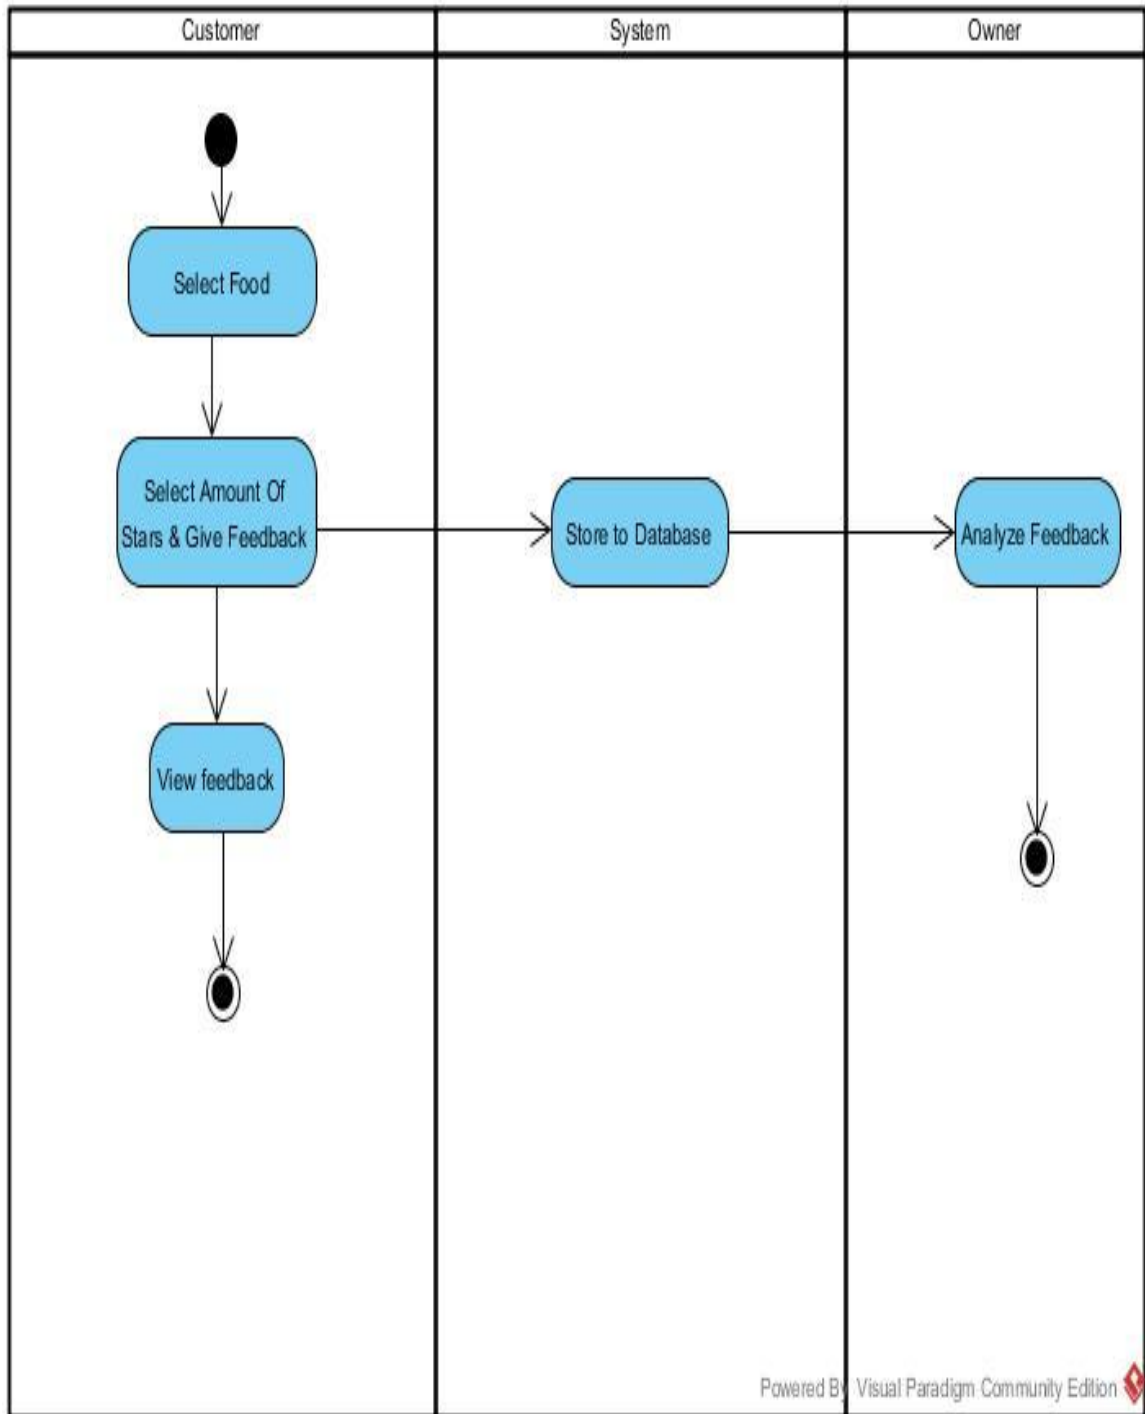 Customer
System
Owner
Select Food
Select Amount Of
Stars & Give Feedback
Store to Database
Analyze Feedback
View feedback
Powered By Visual Paradigm Community Edition